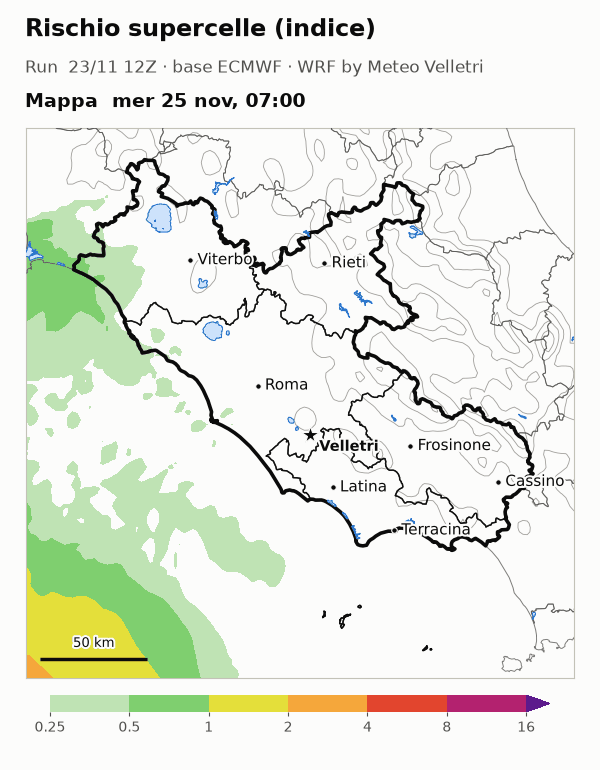 Rischio supercelle (indice)
Run  23/11 12Z · base ECMWF · WRF by Meteo Velletri
Mappa  mer 25 nov, 07:00
Viterbo
Rieti
Roma
Velletri
Frosinone
Cassino
Latina
Terracina
50 km
0.25 0.5 1 2 4 8 16